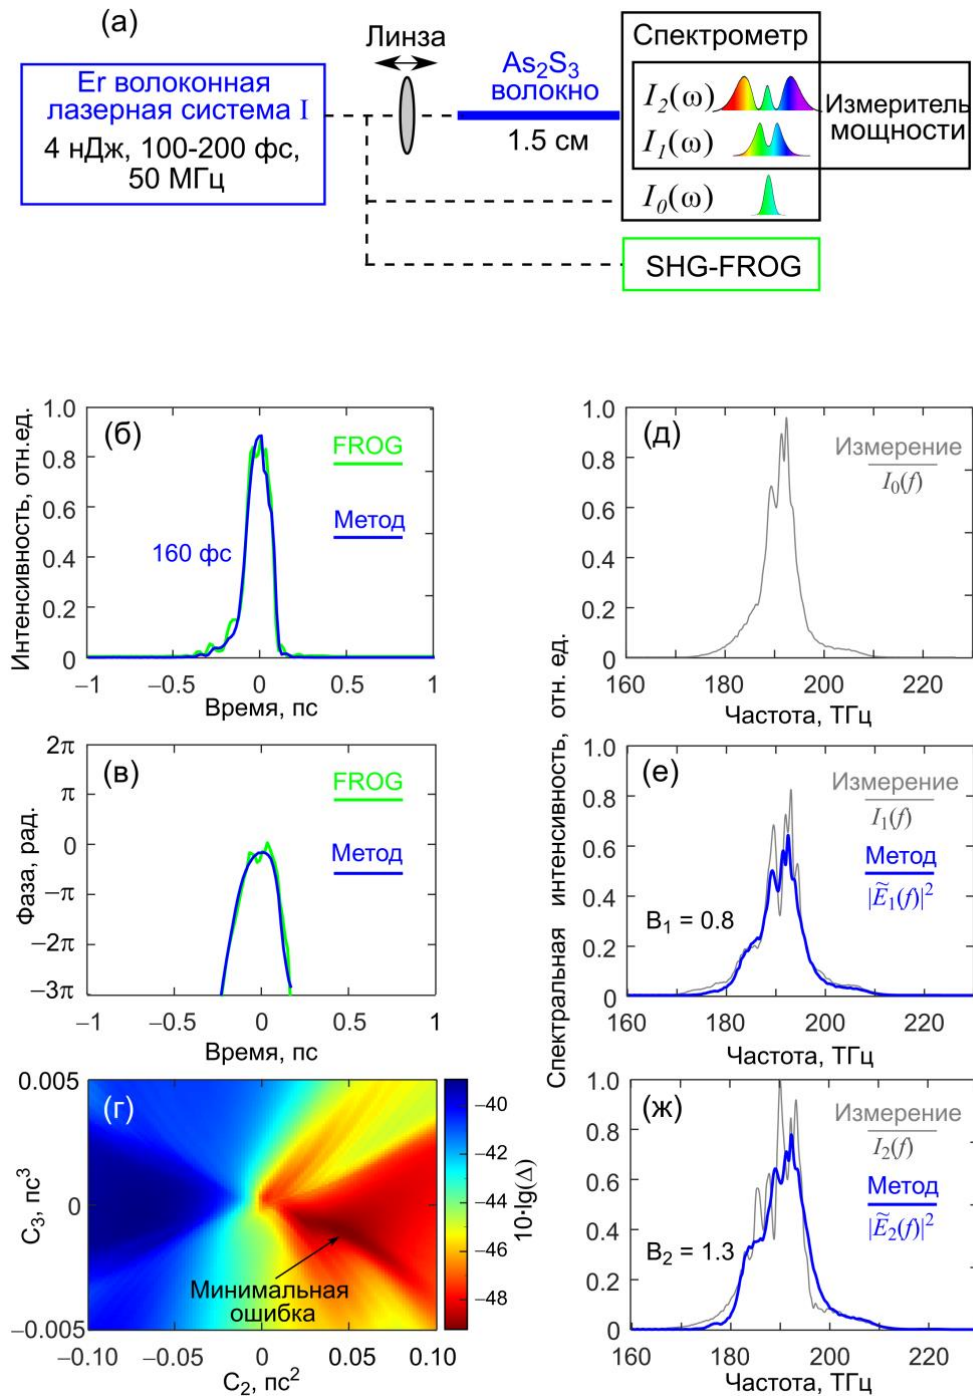 (а)
Er волоконная
лазерная система I
4 нДж, 100-200 фс,
50 МГц
Линза
As₂S₃
волокно
1.5 см
Спектрометр
I₂(ω)
I₁(ω)
I₀(ω)
Измеритель
мощности
SHG-FROG
(б)
Интенсивность, отн.ед.
1.0
0.8
0.6
0.4
0.2
0
FROG
Метод
160 фс
−1 −0.5 0 0.5 1
Время, пс
(в)
Фаза, рад.
2π
π
0
−π
−2π
−3π
FROG
Метод
−1 −0.5 0 0.5 1
Время, пс
(г)
C₃, пс³
0.005
0
−0.005
Минимальная
ошибка
−0.10 −0.05 0 0.05 0.10
C₂, пс²
−40
−42
−44
−46
−48
10·lg(Δ)
Спектральная интенсивность, отн. ед.
(д)
1.0
0.8
0.6
0.4
0.2
0
Измерение
I₀(f)
160 180 200 220
Частота, ТГц
(е)
1.0
0.8
0.6
0.4
0.2
0
Измерение
I₁(f)
Метод
|Ẽ₁(f)|²
B₁ = 0.8
160 180 200 220
Частота, ТГц
(ж)
1.0
0.8
0.6
0.4
0.2
0
Измерение
I₂(f)
Метод
|Ẽ₂(f)|²
B₂ = 1.3
160 180 200 220
Частота, ТГц